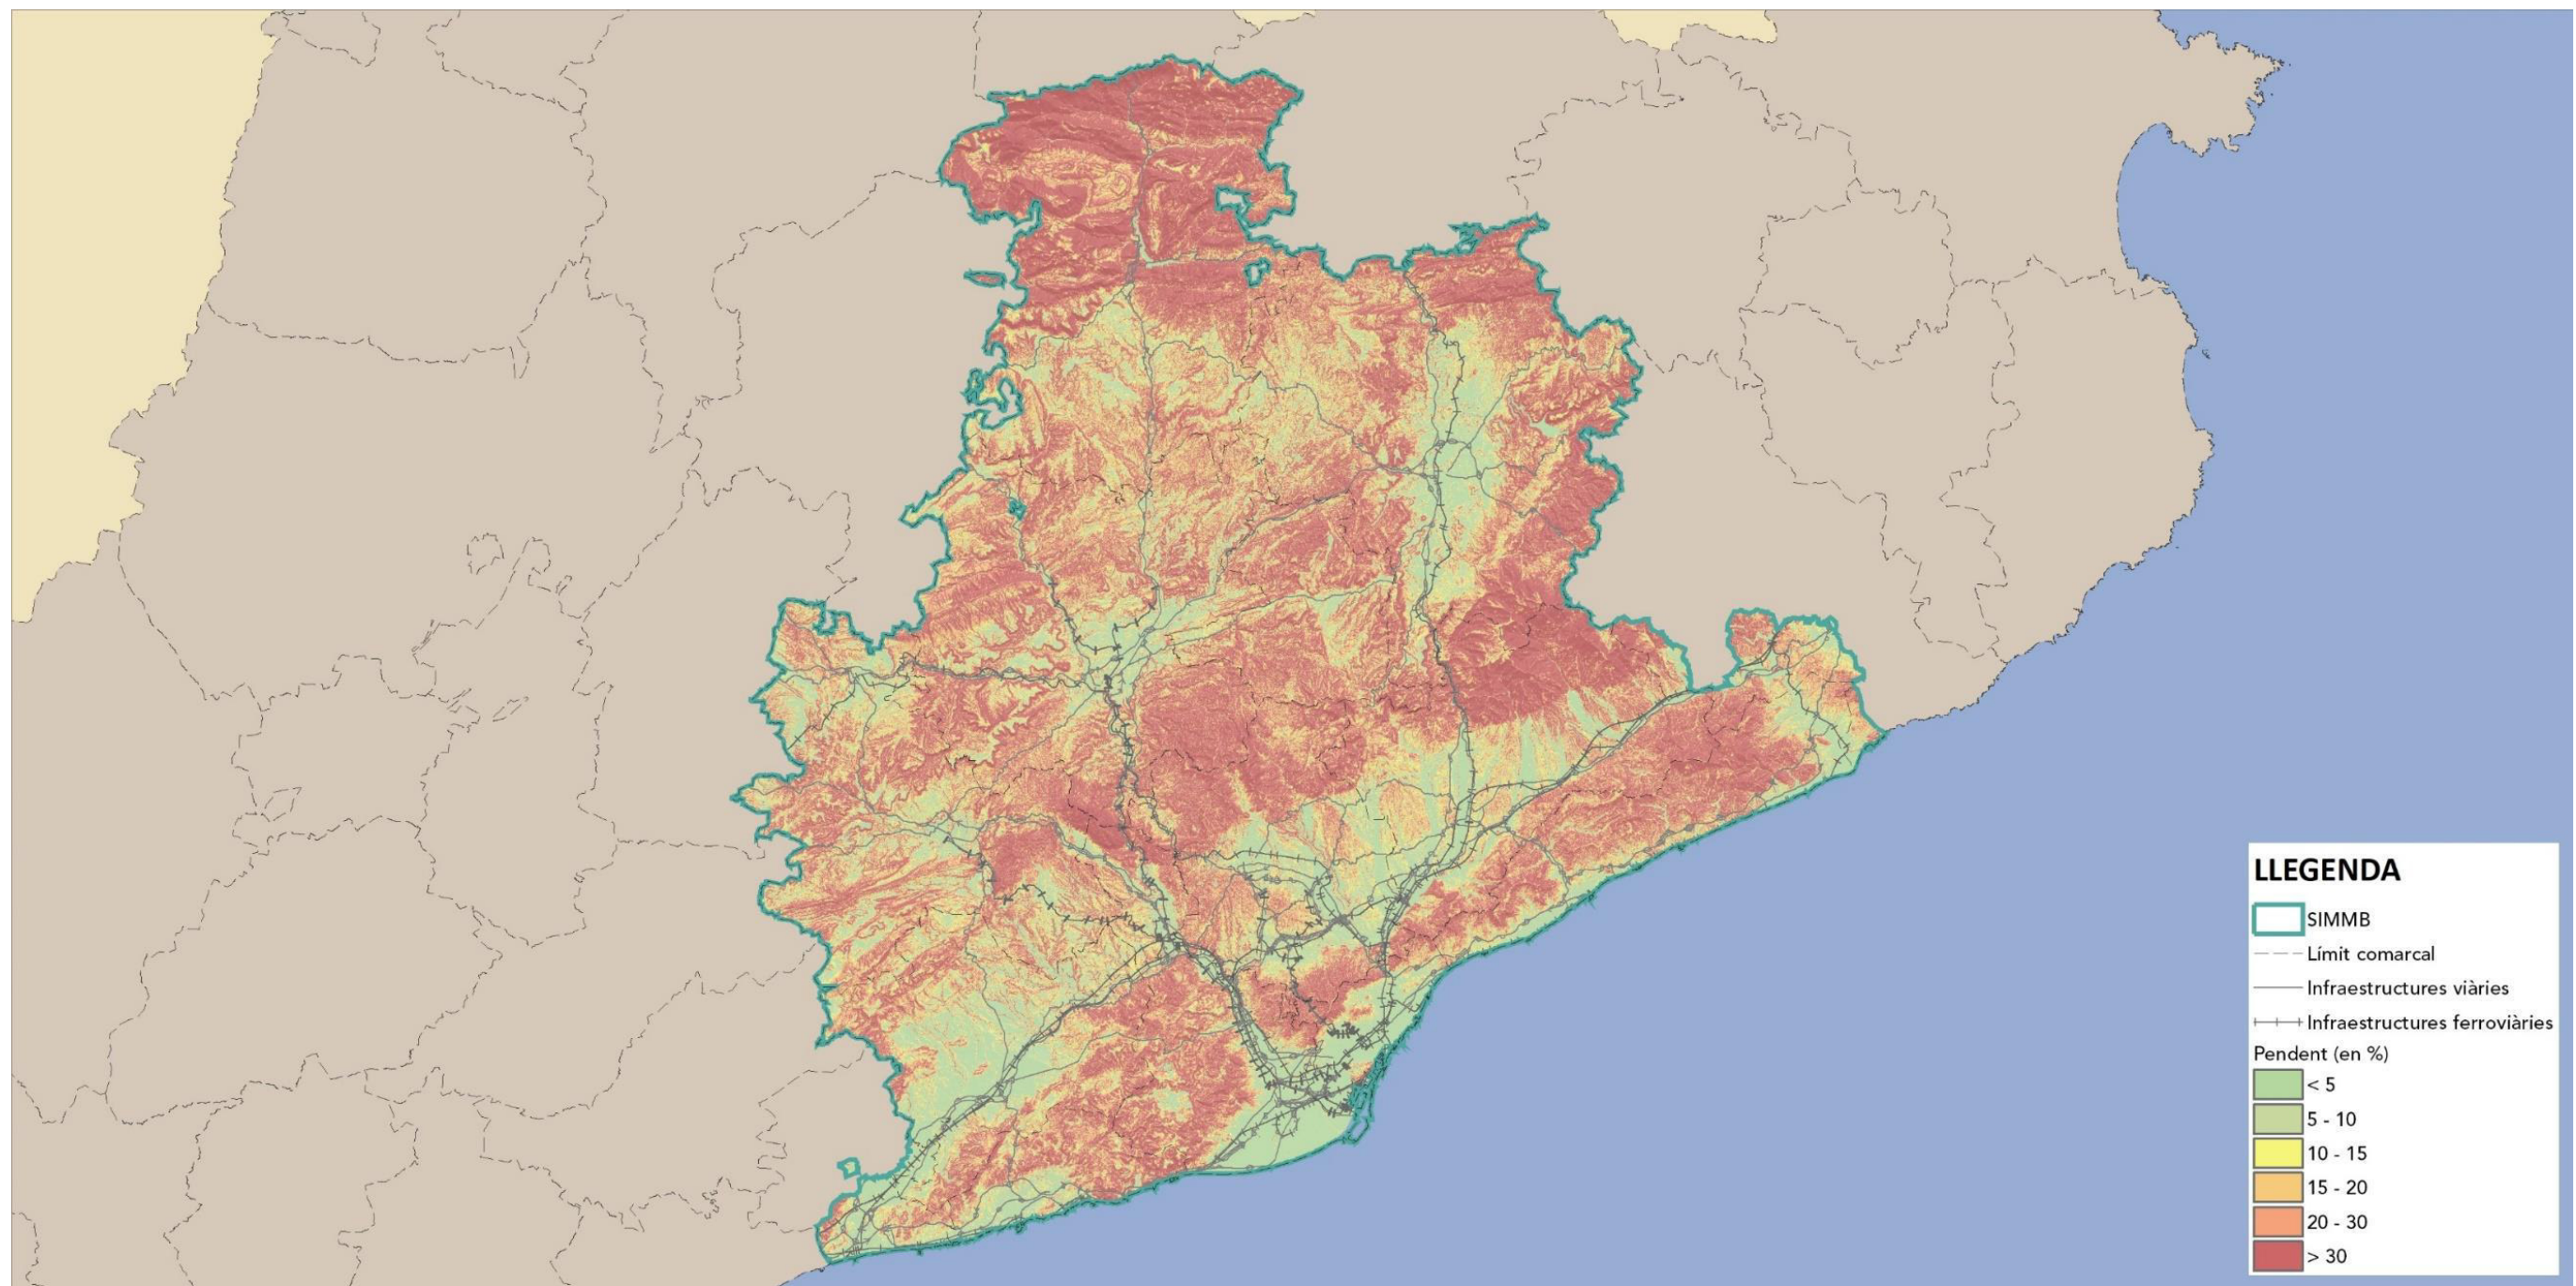 LLEGENDA
SIMMB
Límit comarcal
Infraestructures viàries
Infraestructures ferroviàries
Pendent (en %)
< 5
5 - 10
10 - 15
15 - 20
20 - 30
> 30